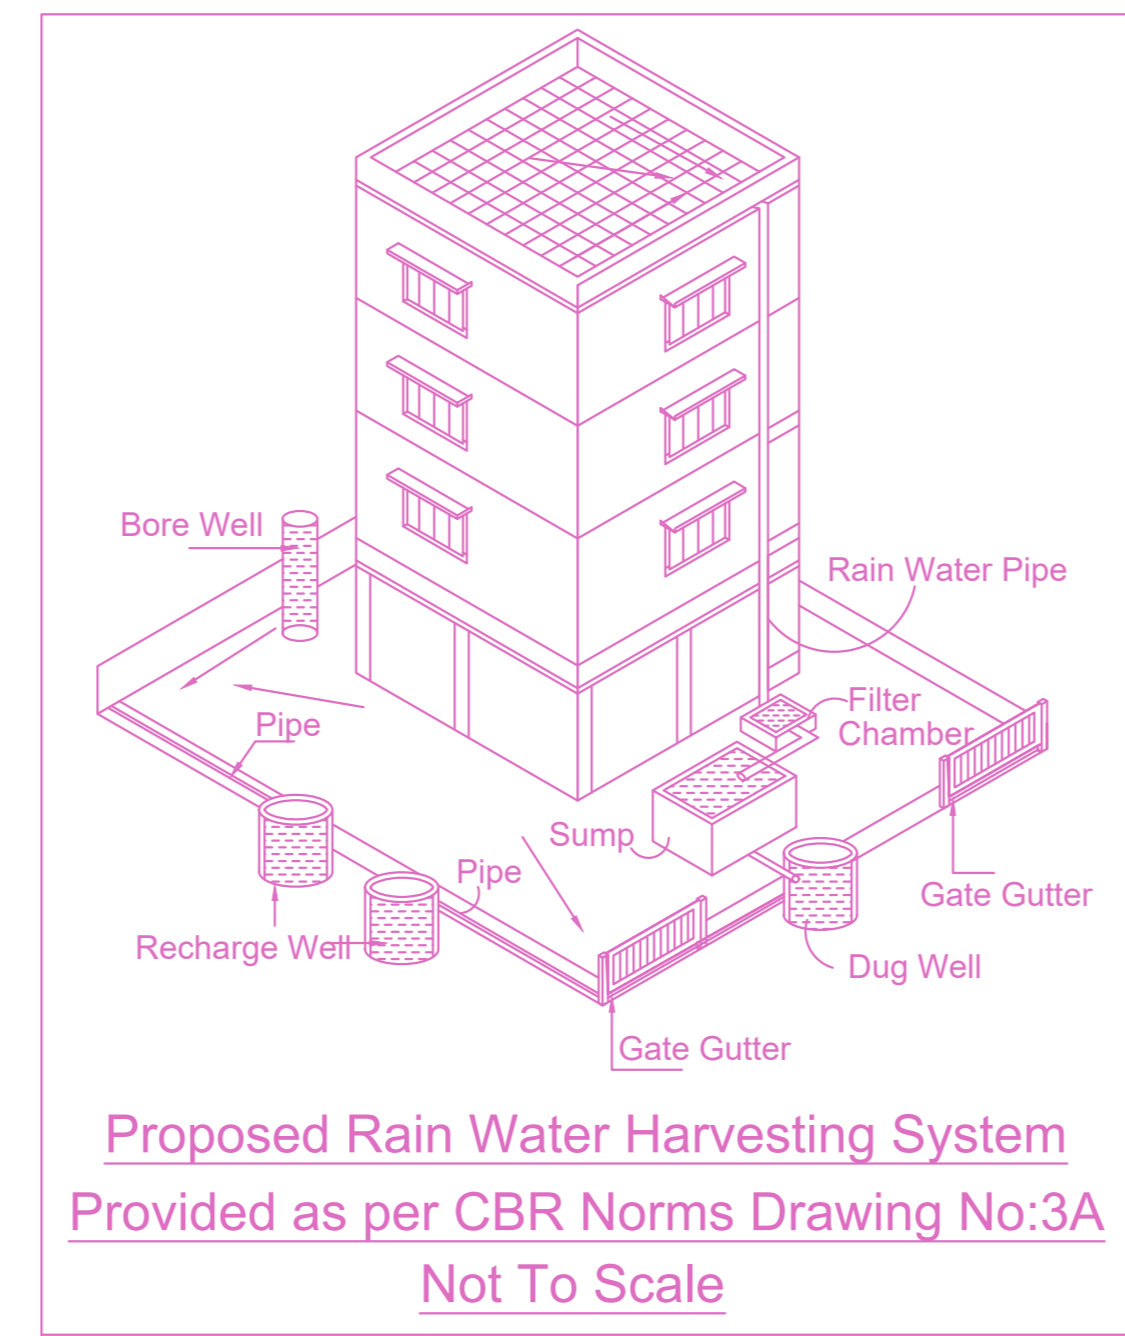 Bore Well
Rain Water Pipe
Filter
Chamber
Pipe
Sump
Pipe
Gate Gutter
Recharge Well
Dug Well
Gate Gutter
Proposed Rain Water Harvesting System
Provided as per CBR Norms Drawing No:3A
Not To Scale